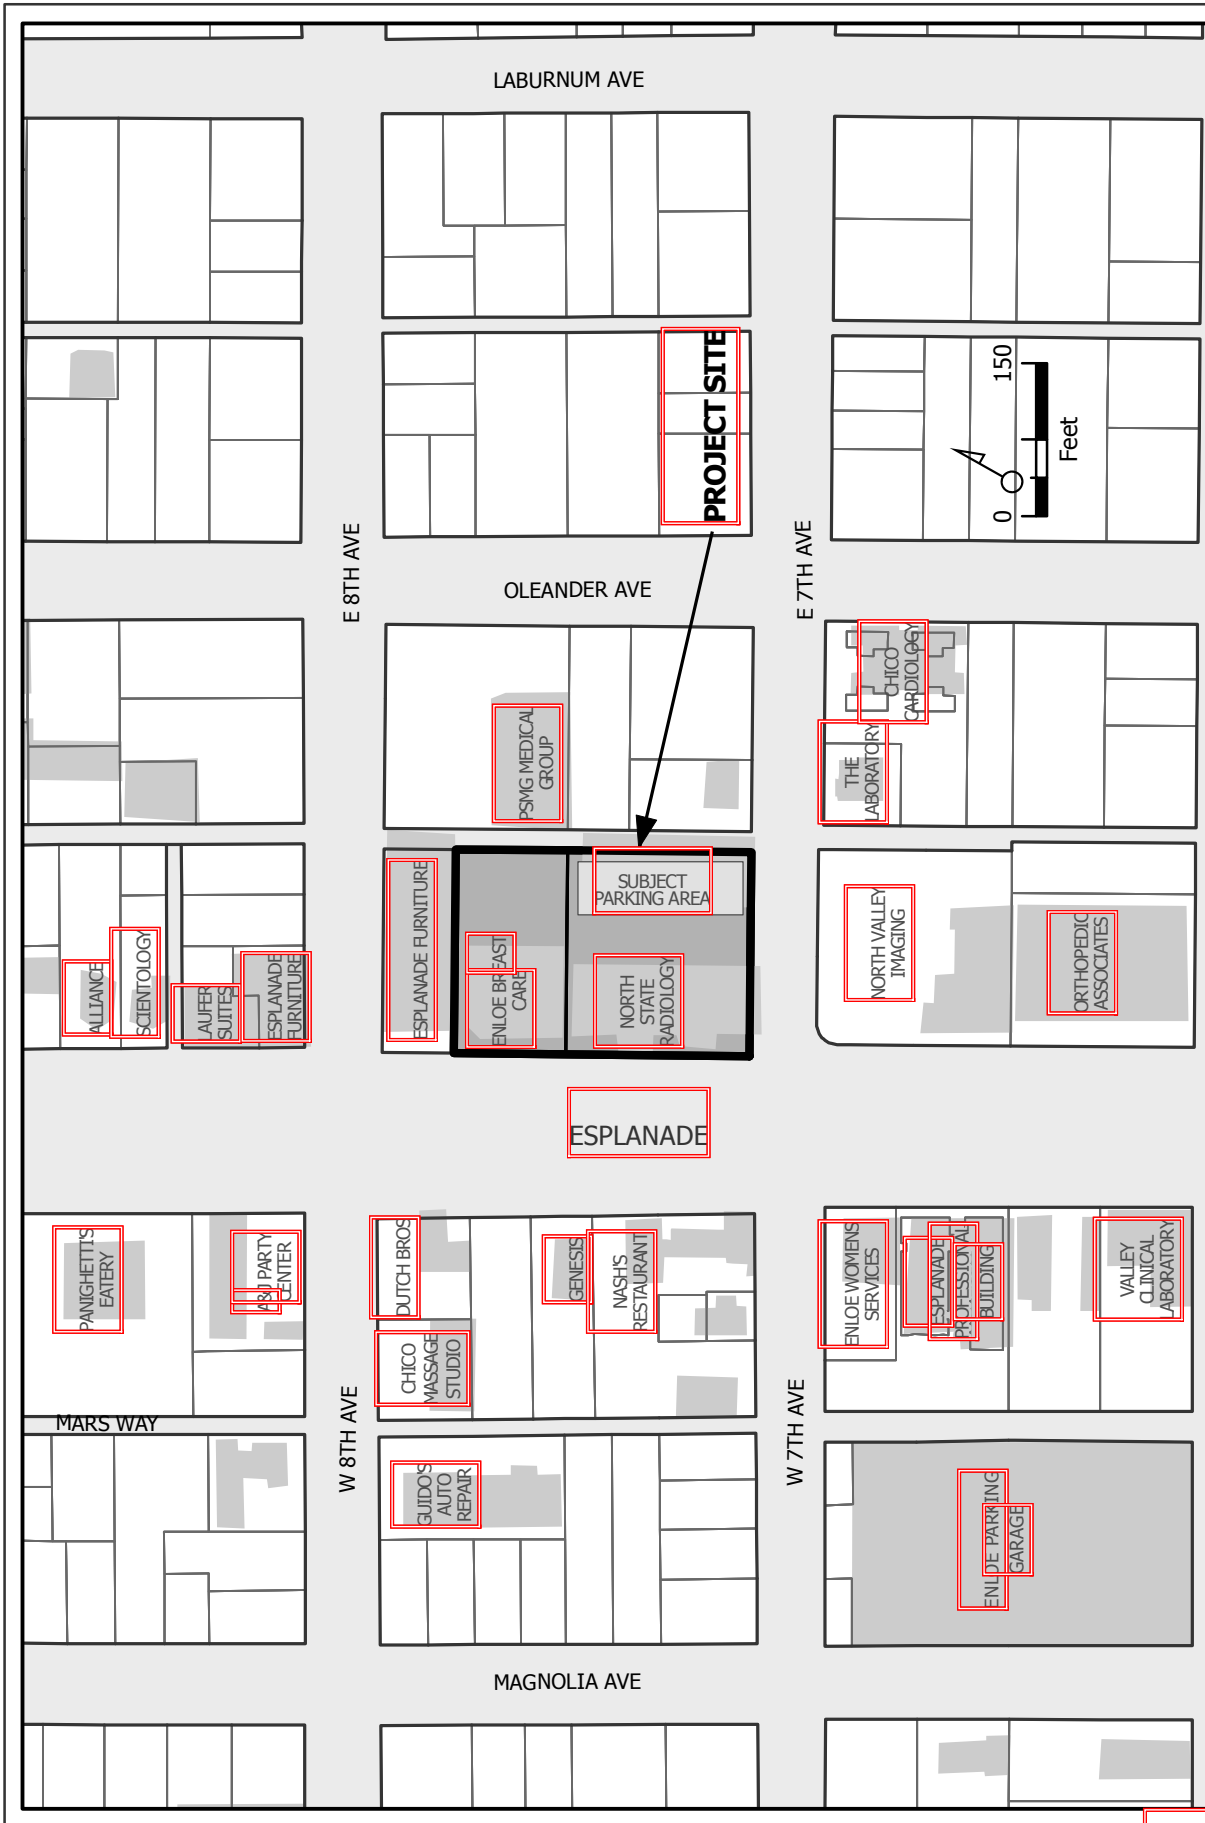 LABURNUM AVE
PROJECT SITE
150
0
Feet
E 8TH AVE
E 7TH AVE
OLEANDER AVE
CHICO
CARDIOLOGY
THE
LABORATORY
PSMG MEDICAL
GROUP
SUBJECT
PARKING AREA
ESPLANADE FURNITURE
ENLOE BREAST
CARE
NORTH
STATE
RADIOLOGY
NORTH VALLEY
IMAGING
ORTHOPEDIC
ASSOCIATES
ALLIANCE
SCIENTOLOGY
LAUFER
SUITES
ESPLANADE
FURNITURE
ESPLANADE
PANIGHETTI'S
EATERY
A&J PARTY
CENTER
DUTCH BROS
CHICO
MASSAGE
STUDIO
GENESIS
NASH'S
RESTAURANT
ENLOE WOMENS
SERVICES
ESPLANADE
PROFESSIONAL
BUILDING
VALLEY
CLINICAL
LABORATORY
MARS WAY
W 8TH AVE
W 7TH AVE
GUIDO'S
AUTO
REPAIR
ENLOE PARKING
GARAGE
MAGNOLIA AVE